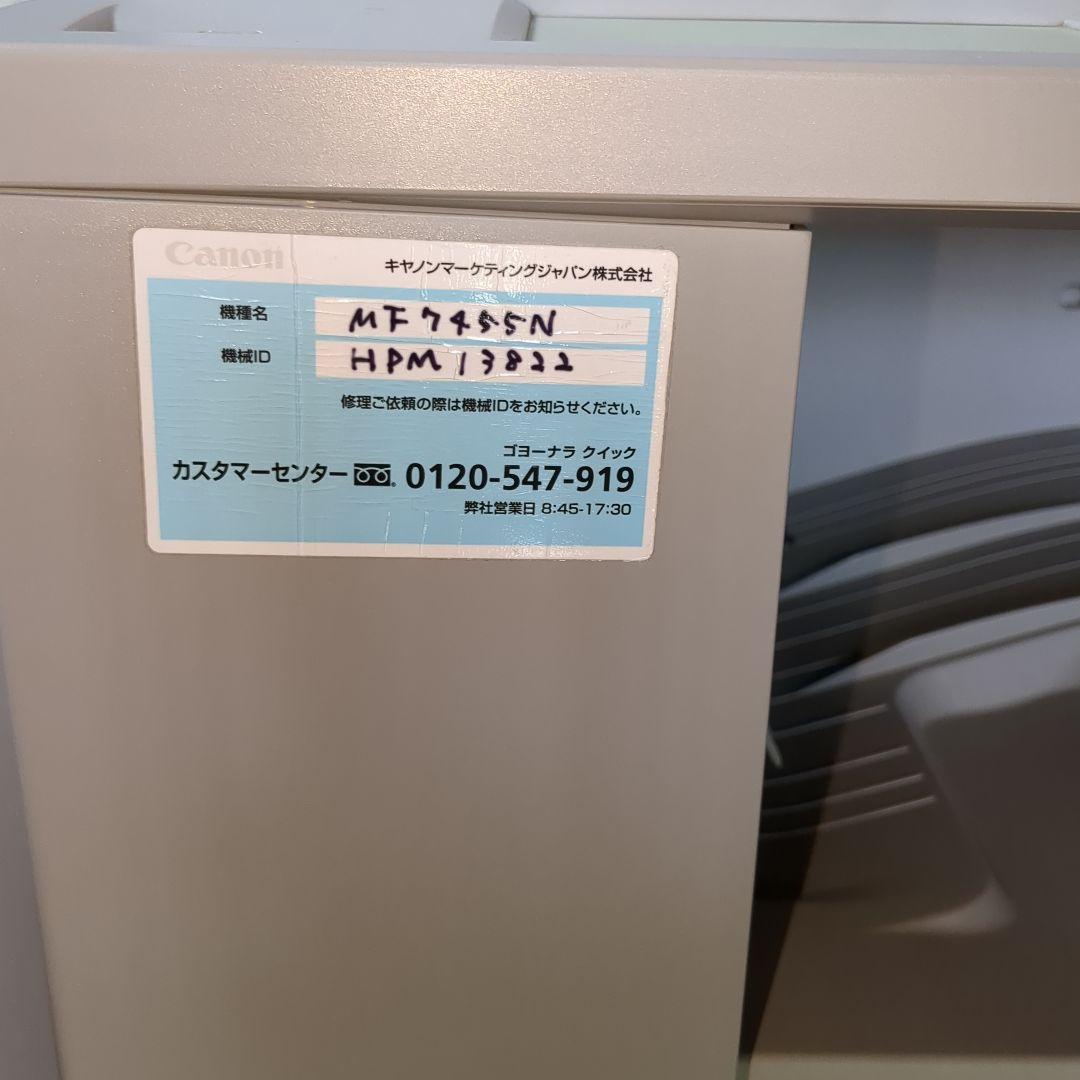 Canon
キヤノンマーケティングジャパン株式会社
機種名 MF7455N
機械ID HPM13822
修理ご依頼の際は機械IDをお知らせください。
ゴヨーナラ クイック
カスタマーセンター 0120-547-919
弊社営業日 8:45-17:30